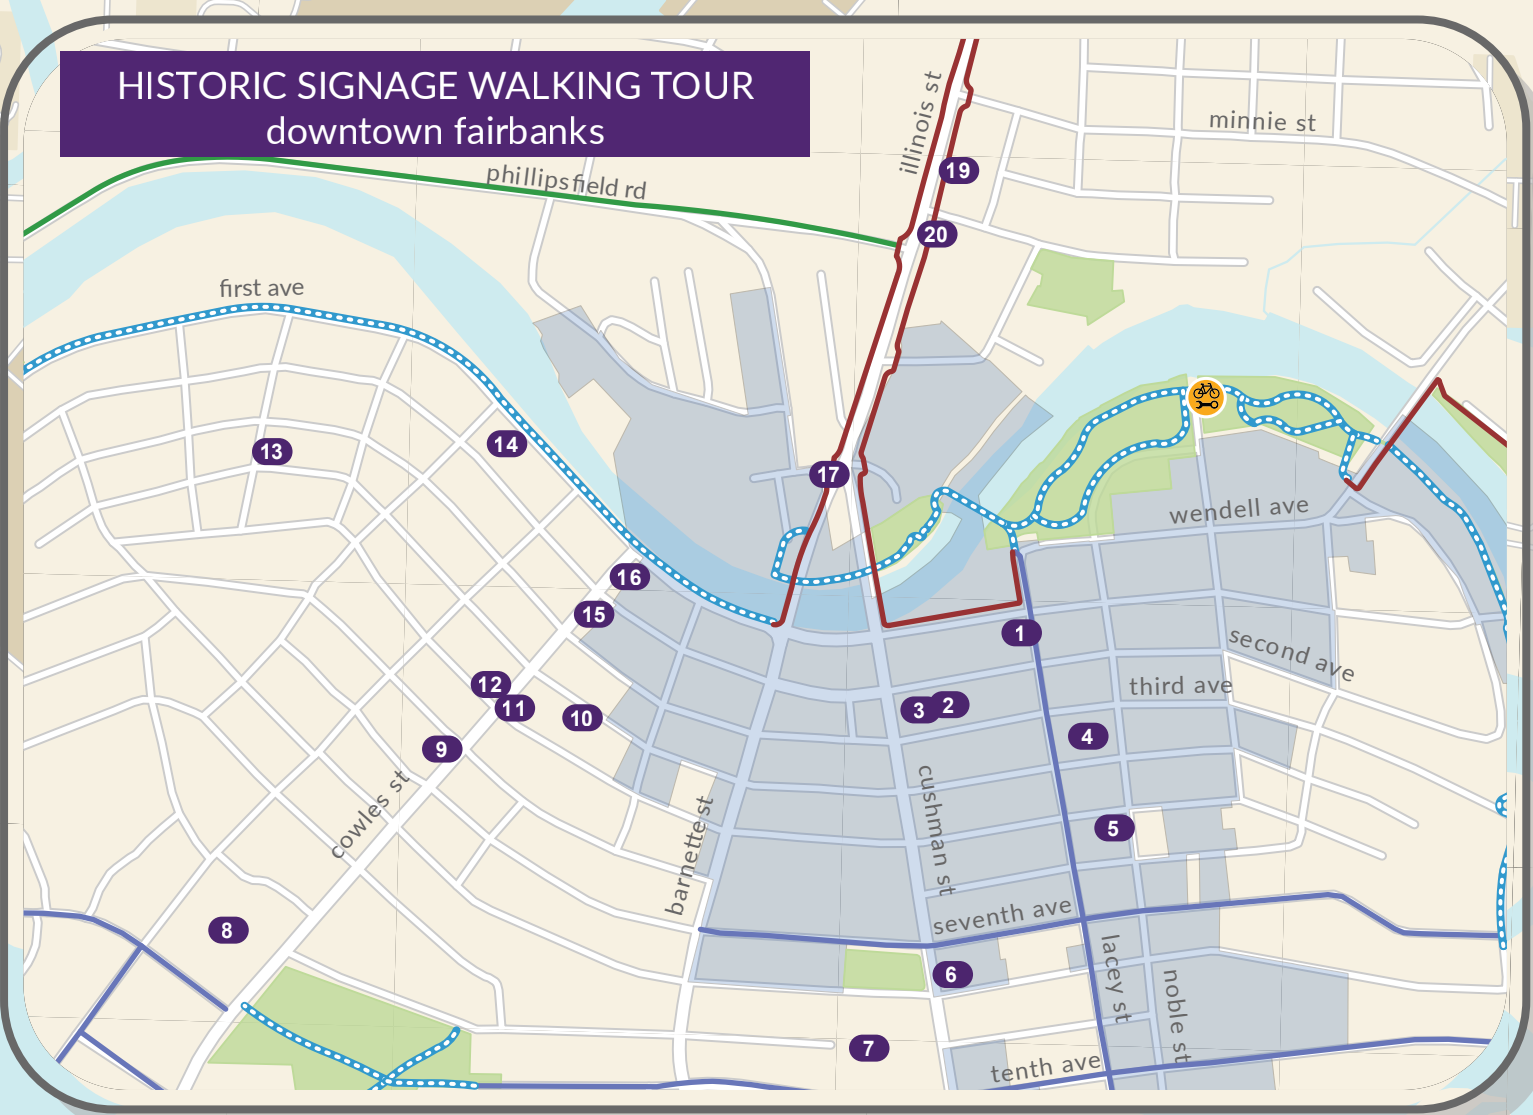 HISTORIC SIGNAGE WALKING TOUR
downtown fairbanks
illinois st
minnie st
phillips field rd
19
20
first ave
13
14
17
wendell ave
16
15
1
second ave
12
11
10
3
2
third ave
4
9
cowles st
cushman st
barnette st
5
8
seventh ave
6
lacey st
noble st
7
tenth ave